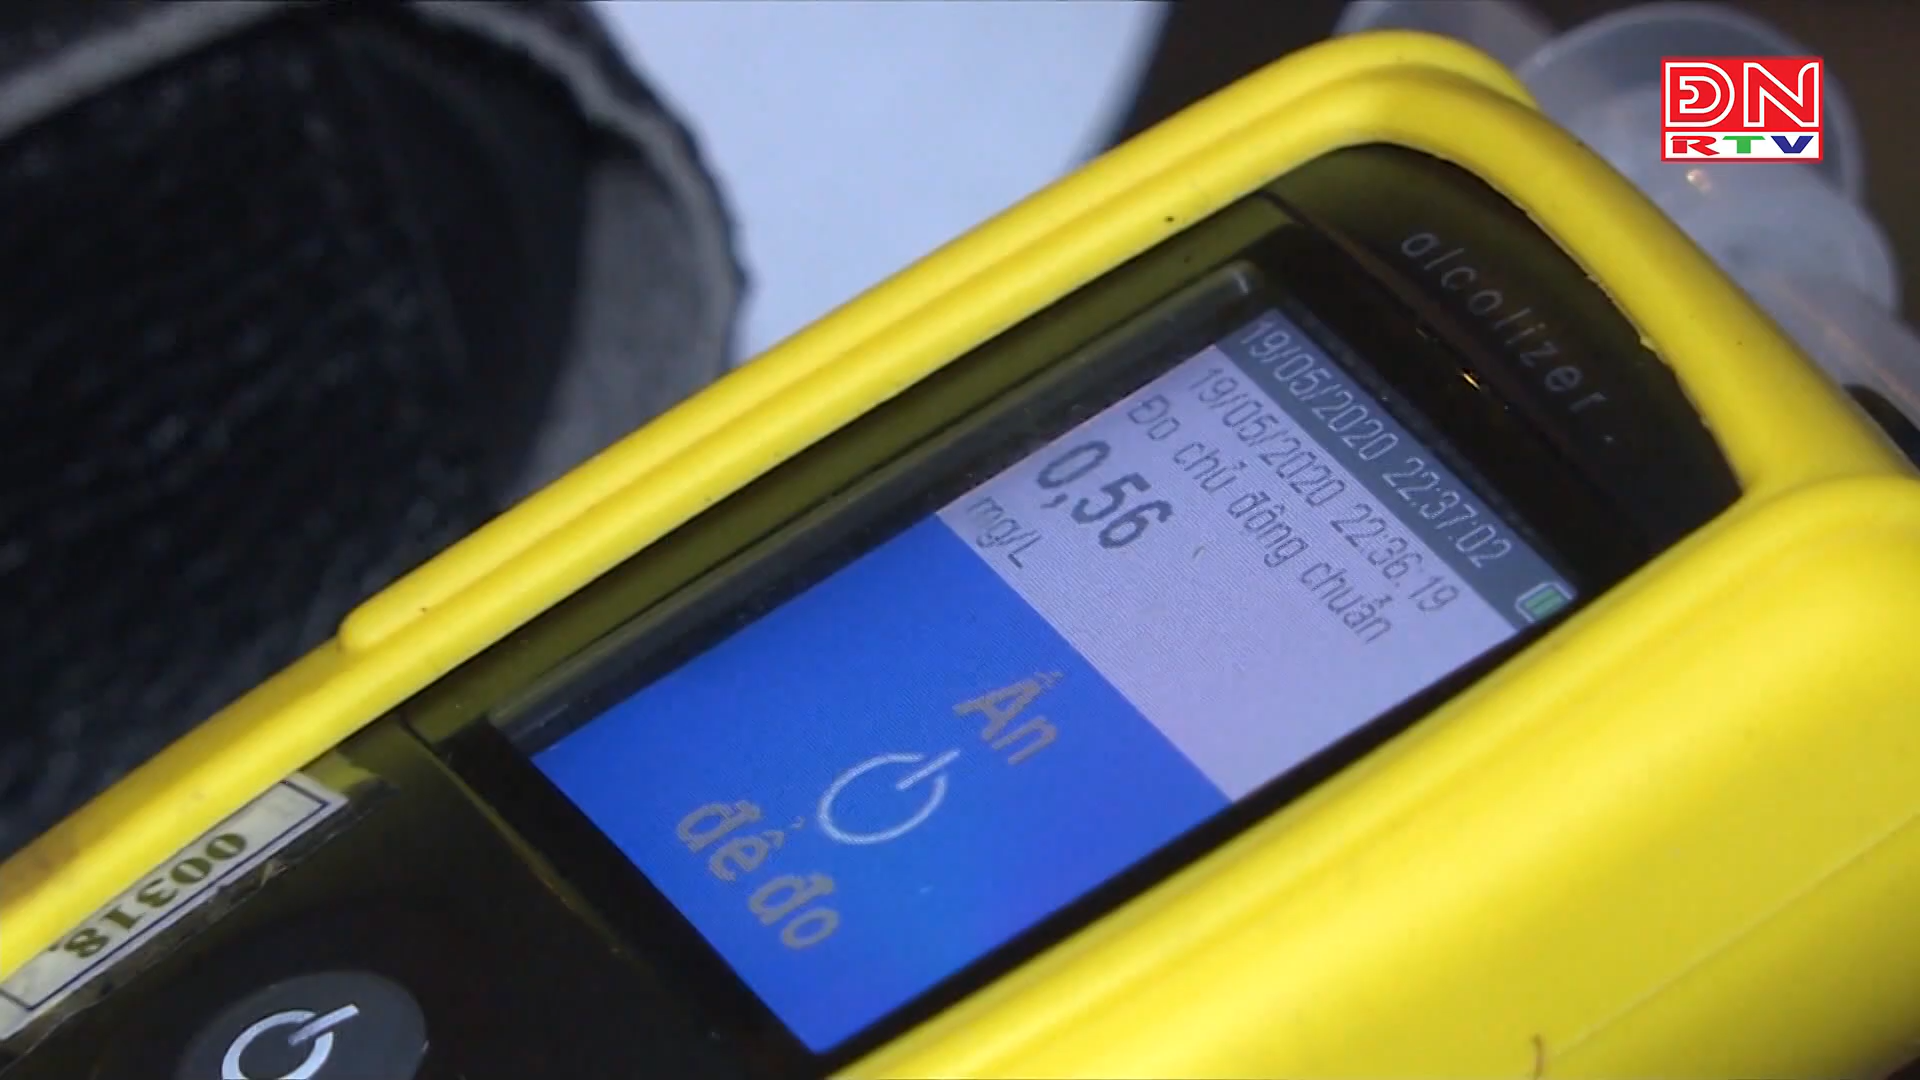 ĐN
RTV
alcolizer
19/05/2020 22:37:02
19/05/2020 22:36:19
Đo chủ động chuẩn
0,56
mg/L
Ấn
để đo
00318